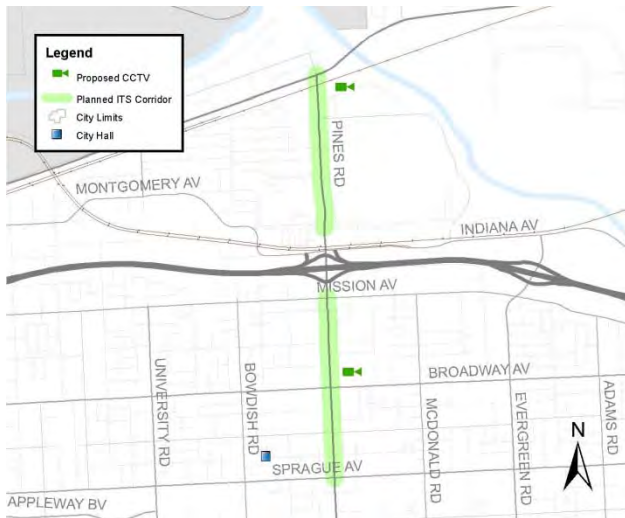 Legend
Proposed CCTV
Planned ITS Corridor
City Limits
City Hall
PINES RD
MONTGOMERY AV
INDIANA AV
MISSION AV
UNIVERSITY RD
BOWDISH RD
BROADWAY AV
MCDONALD RD
EVERGREEN RD
ADAMS RD
N
SPRAGUE AV
APPLEWAY BV